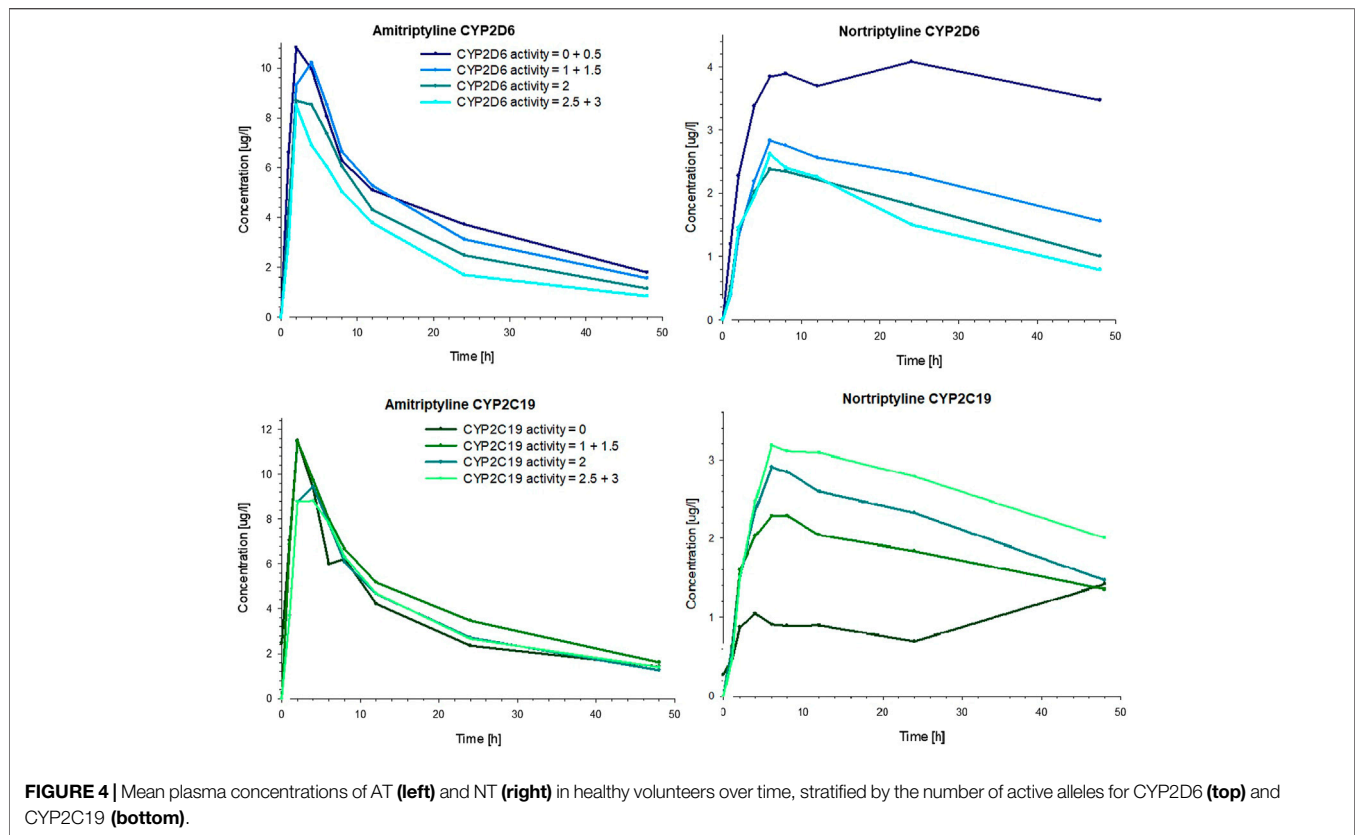 Amitriptyline CYP2D6
CYP2D6 activity = 0 + 0.5
CYP2D6 activity = 1 + 1.5
CYP2D6 activity = 2
CYP2D6 activity = 2.5 + 3
Concentration [ug/l]
10
8
6
4
2
0
0 10 20 30 40 50
Time [h]
Nortriptyline CYP2D6
Concentration [ug/l]
4
3
2
1
0
0 10 20 30 40 50
Time [h]
Amitriptyline CYP2C19
CYP2C19 activity = 0
CYP2C19 activity = 1 + 1.5
CYP2C19 activity = 2
CYP2C19 activity = 2.5 + 3
Concentration [ug/l]
12
10
8
6
4
2
0
0 10 20 30 40 50
Time [h]
Nortriptyline CYP2C19
Concentration [ug/l]
3
2
1
0
0 10 20 30 40 50
Time [h]
FIGURE 4 | Mean plasma concentrations of AT (left) and NT (right) in healthy volunteers over time, stratified by the number of active alleles for CYP2D6 (top) and
CYP2C19 (bottom).